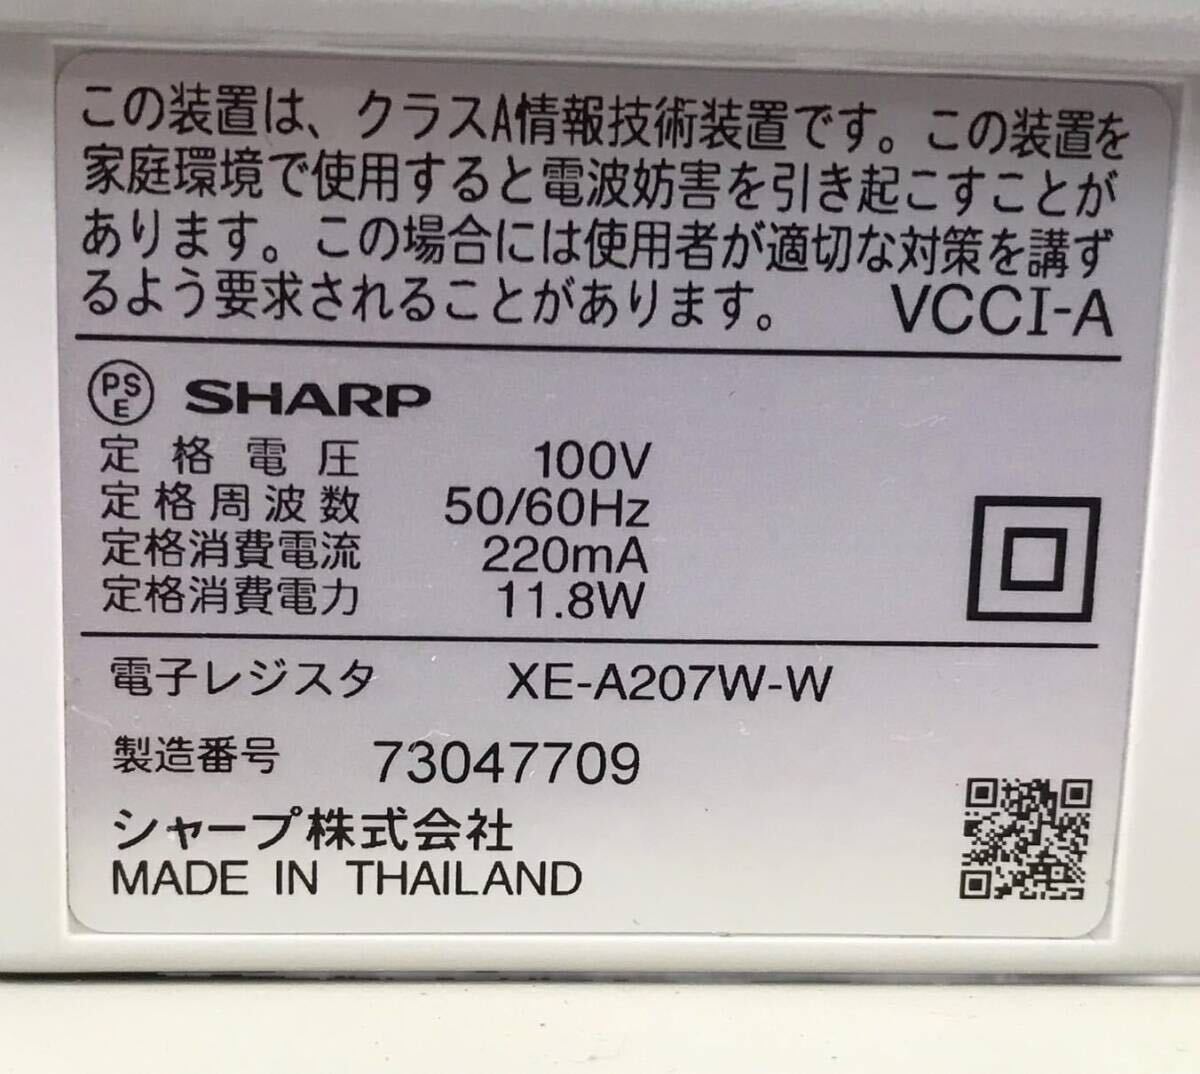 この装置は、クラスA情報技術装置です。この装置を
家庭環境で使用すると電波妨害を引き起こすことが
あります。この場合には使用者が適切な対策を講ず
るよう要求されることがあります。 VCCI-A
PS
E
SHARP
定格電圧 100V
定格周波数 50/60Hz
定格消費電流 220mA
定格消費電力 11.8W
電子レジスタ XE-A207W-W
製造番号 73047709
シャープ株式会社
MADE IN THAILAND